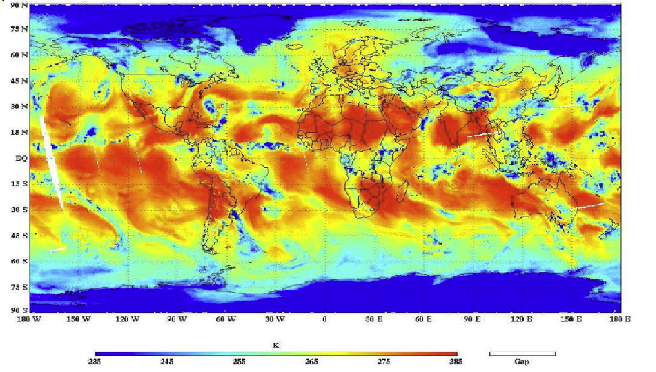 90 N
75 N
60 N
45 N
30 N
15 N
EQ
15 S
30 S
45 S
60 S
75 S
90 S
180 W 150 W 120 W 90 W 60 W 30 W 0 30 E 60 E 90 E 120 E 150 E 180 E
K
235 245 255 265 275 285 Gap